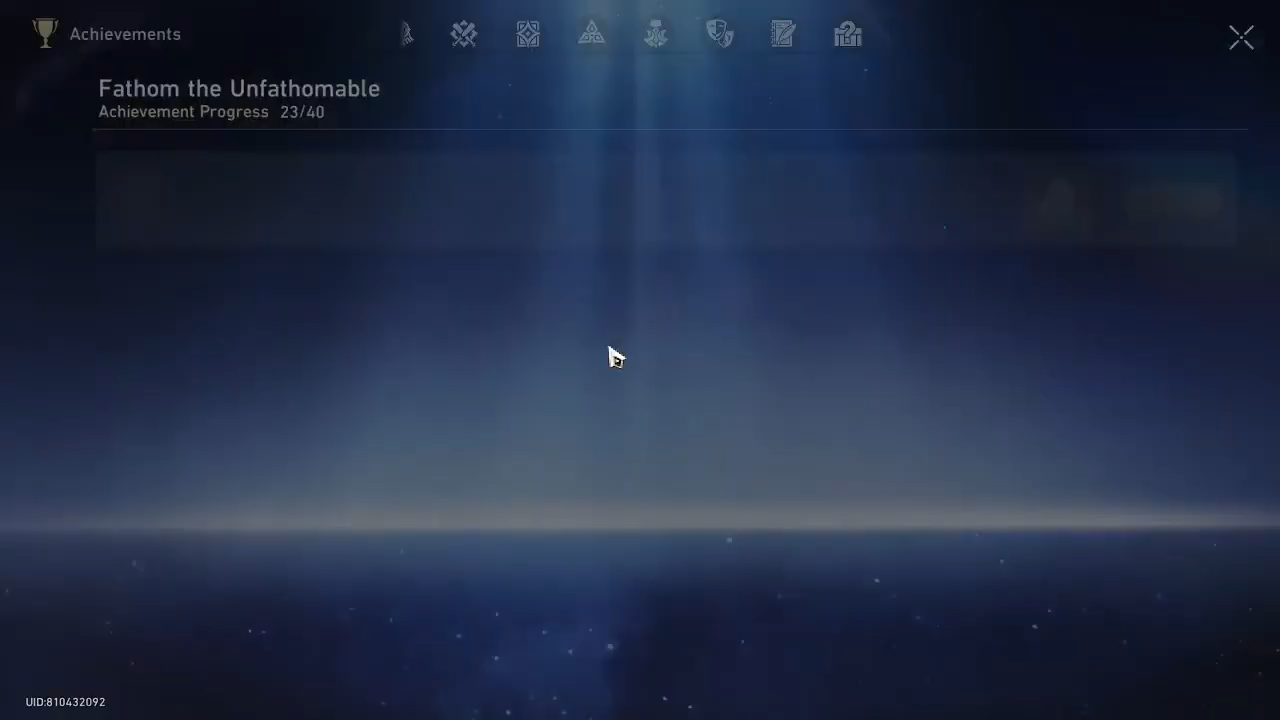 Achievements
Fathom the Unfathomable
Achievement Progress 23/40
UID:810432092